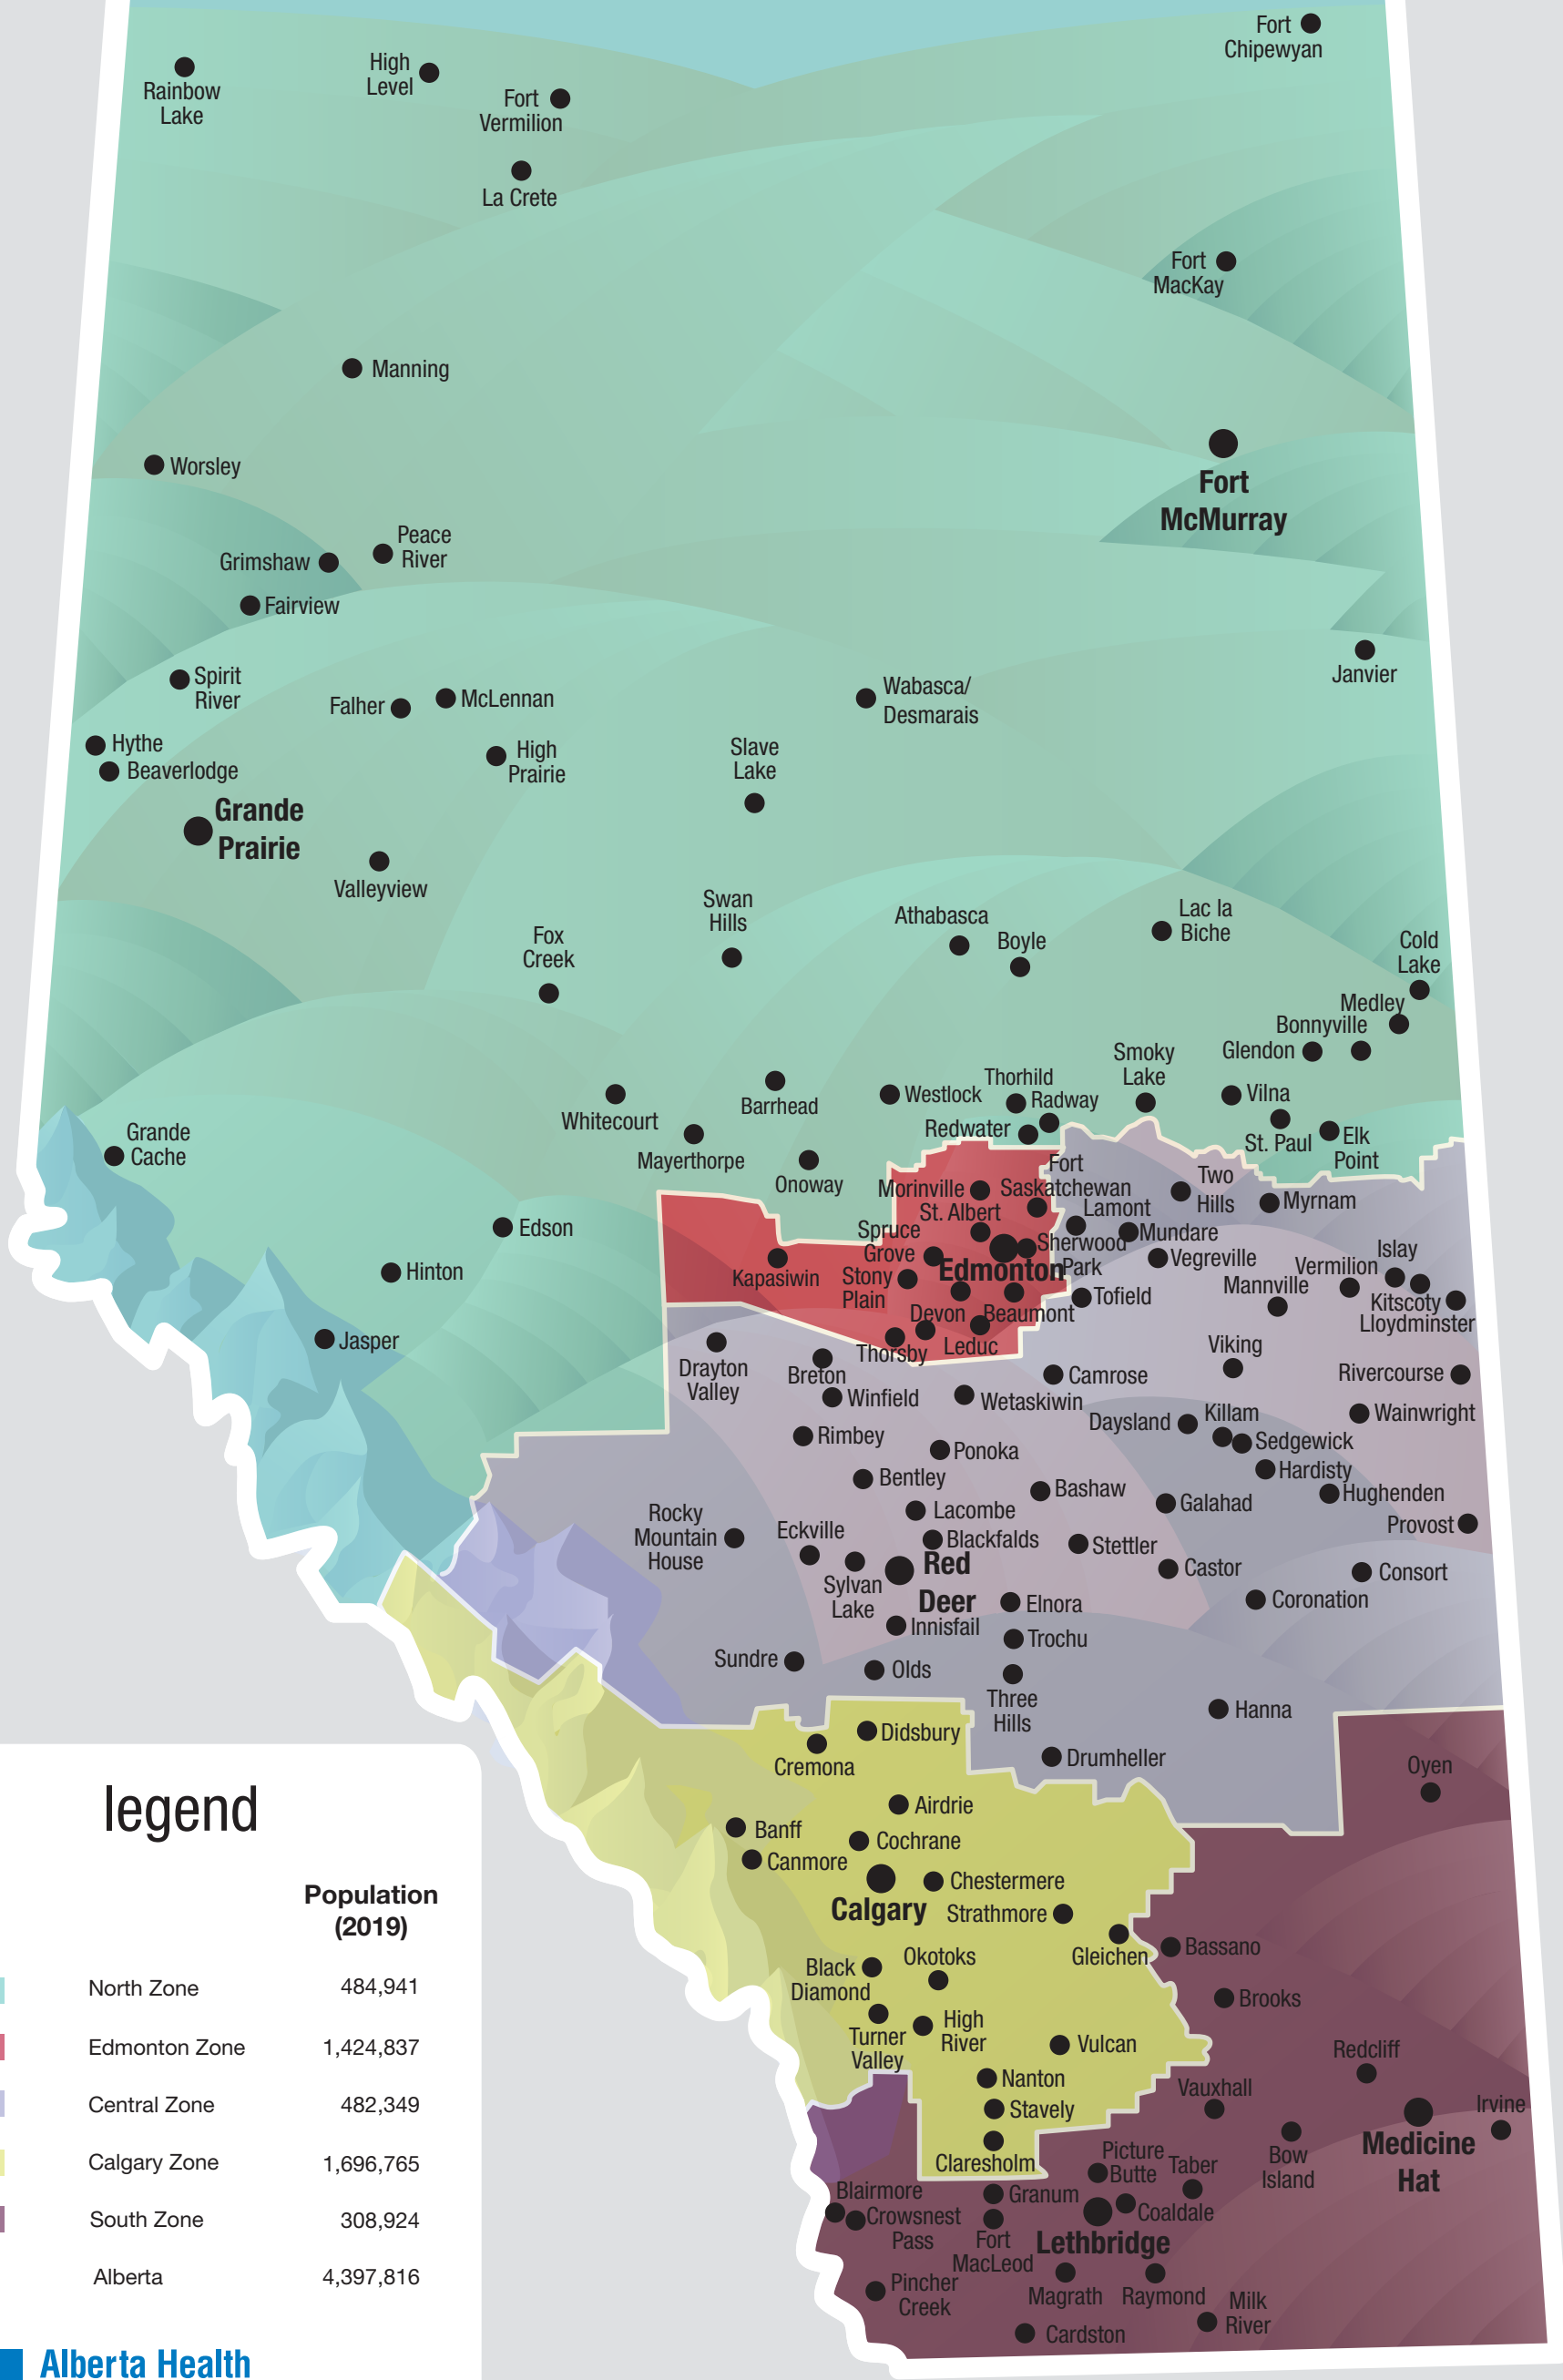 Fort
Chipewyan
Rainbow
Lake
High
Level
Fort
Vermilion
La Crete
Fort
MacKay
Manning
Worsley
Fort
McMurray
Peace
River
Grimshaw
Fairview
Spirit
River
Falher
McLennan
Wabasca/
Desmarais
Janvier
Hythe
Beaverlodge
High
Prairie
Slave
Lake
Grande
Prairie
Valleyview
Swan
Hills
Fox
Creek
Athabasca
Boyle
Lac la
Biche
Cold
Lake
Medley
Bonnyville
Glendon
Smoky
Lake
Thorhild
Radway
Redwater
Westlock
Vilna
St. Paul
Elk
Point
Whitecourt
Barrhead
Mayerthorpe
Onoway
Grande
Cache
Edson
Hinton
Jasper
Morinville
Fort
Saskatchewan
St. Albert
Spruce
Grove
Stony
Plain
Kapasiwin
Edmonton
Sherwood
Park
Devon
Beaumont
Leduc
Thorsby
Lamont
Two
Hills
Myrnam
Mundare
Vegreville
Tofield
Mannville
Vermilion
Islay
Kitscoty
Lloydminster
Viking
Rivercourse
Drayton
Valley
Breton
Winfield
Wetaskiwin
Camrose
Daysland
Killam
Sedgewick
Wainwright
Hardisty
Hughenden
Rimbey
Ponoka
Bentley
Bashaw
Galahad
Provost
Lacombe
Blackfalds
Rocky
Mountain
House
Eckville
Sylvan
Lake
Red
Deer
Stettler
Castor
Consort
Coronation
Elnora
Innisfail
Trochu
Sundre
Olds
Three
Hills
Hanna
Drumheller
Didsbury
Cremona
Oyen
Airdrie
Banff
Cochrane
Canmore
Chestermere
Calgary
Strathmore
Gleichen
Bassano
Black
Diamond
Okotoks
Brooks
Turner
Valley
High
River
Vulcan
Redcliff
Nanton
Vauxhall
Stavely
Irvine
Claresholm
Bow
Island
Medicine
Hat
Picture
Butte
Taber
Blairmore
Granum
Crowsnest
Pass
Coaldale
Fort
MacLeod
Lethbridge
Pincher
Creek
Magrath
Raymond
Milk
River
Cardston
legend
Population
(2019)
North Zone 484,941
Edmonton Zone 1,424,837
Central Zone 482,349
Calgary Zone 1,696,765
South Zone 308,924
Alberta 4,397,816
Alberta Health